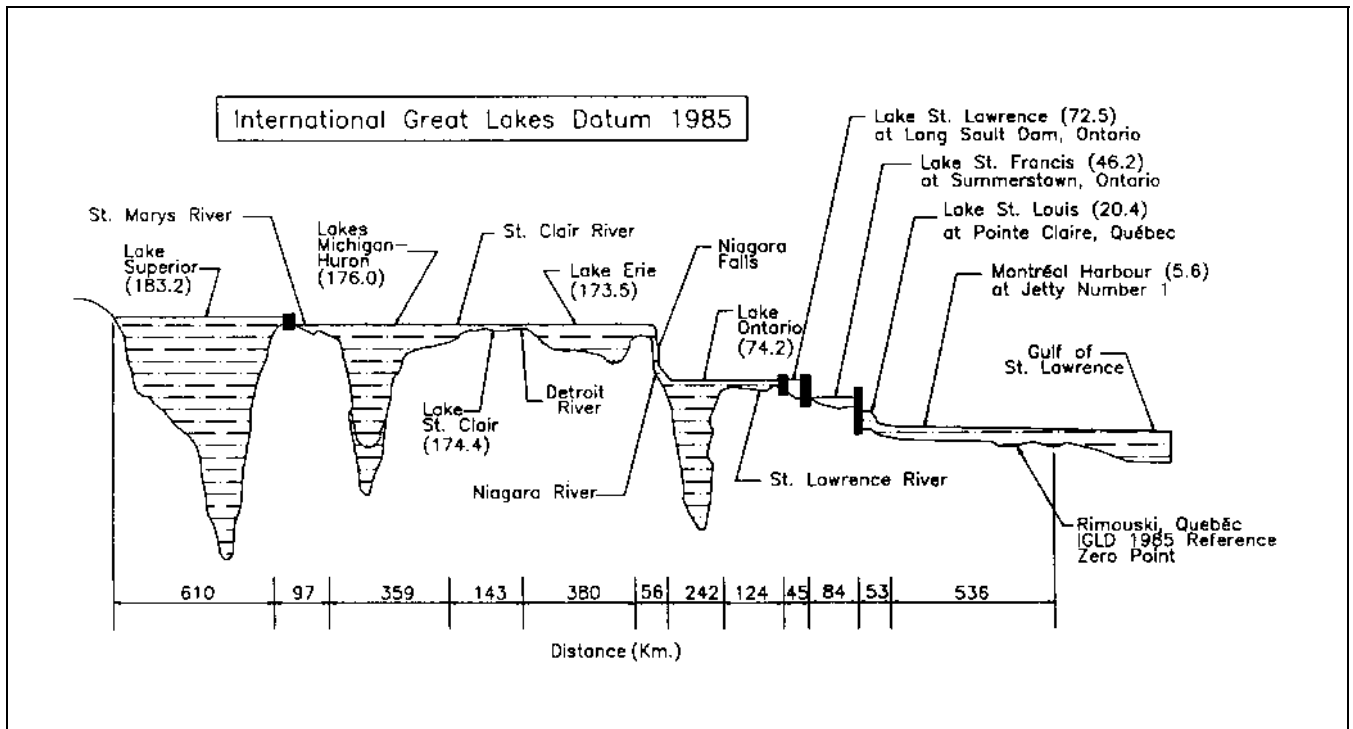 International Great Lakes Datum 1985
Lake St. Lawrence (72.5)
at Long Sault Dam, Ontario
Lake St. Francis (46.2)
at Summerstown, Ontario
Lake St. Louis (20.4)
at Pointe Claire, Québec
Montréal Harbour (5.6)
at Jetty Number 1
St. Marys River
Lake
Superior
(183.2)
Lakes
Michigan
Huron
(176.0)
St. Clair River
Lake Erie
(173.5)
Niagara
Falls
Lake
Ontario
(74.2)
Gulf of
St. Lawrence
Lake
St. Clair
(174.4)
Detroit
River
Niagara River
St. Lawrence River
Rimouski, Quebéc
IGLD 1985 Reference
Zero Point
610 97 359 143 380 56 242 124 45 84 53 536
Distance (Km.)